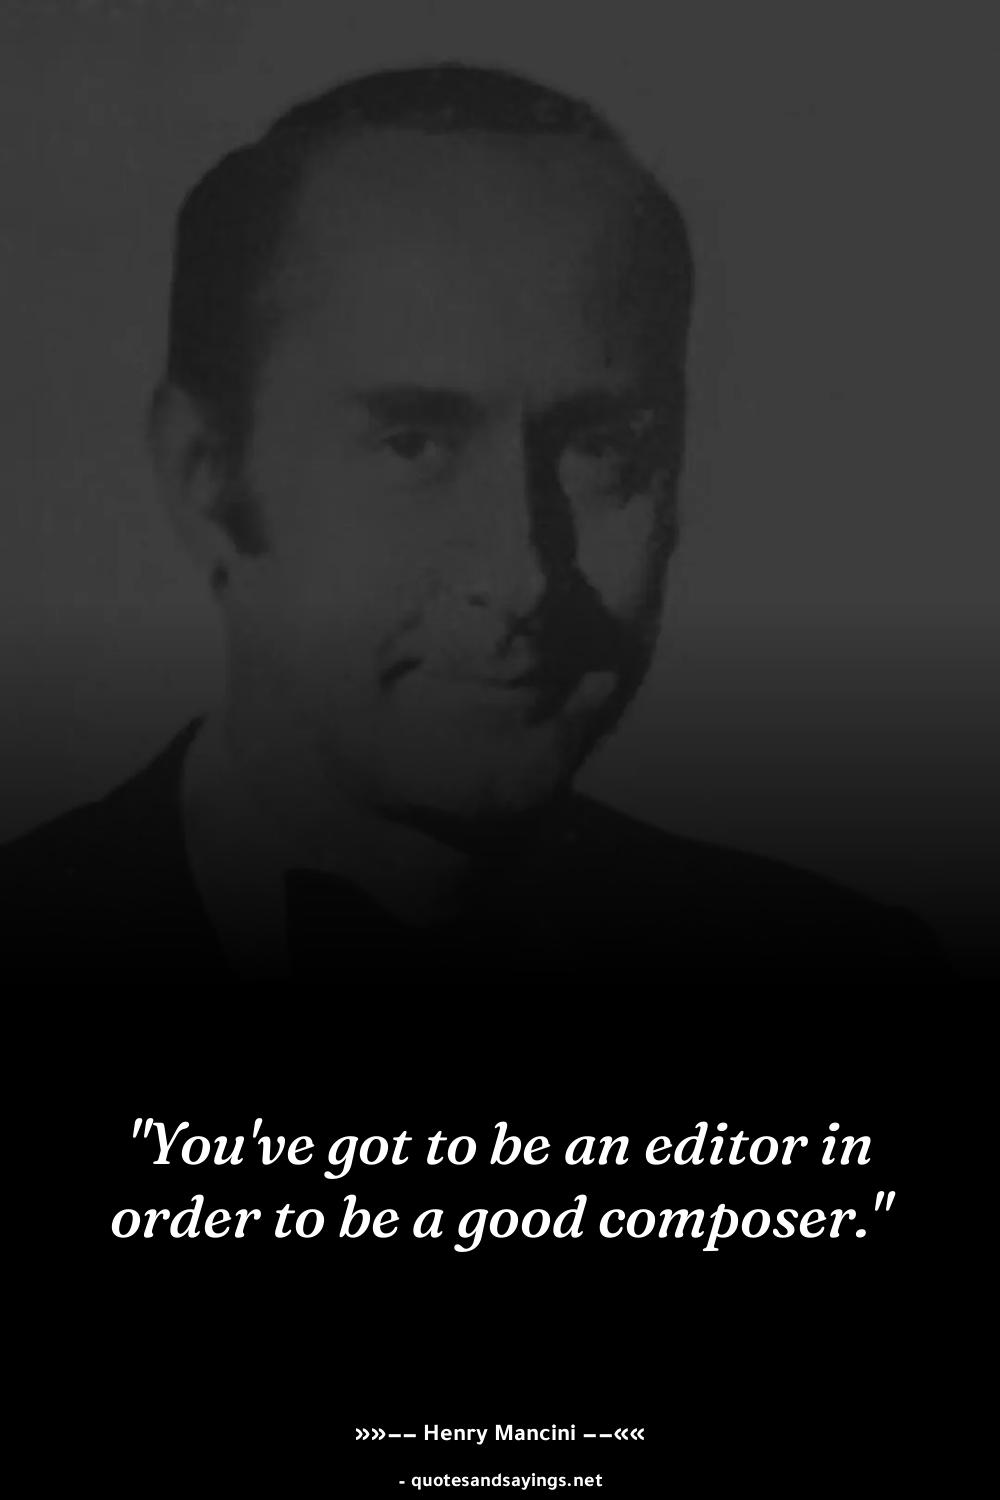 "You've got to be an editor in
order to be a good composer."
»»-- Henry Mancini --««
- quotesandsayings.net